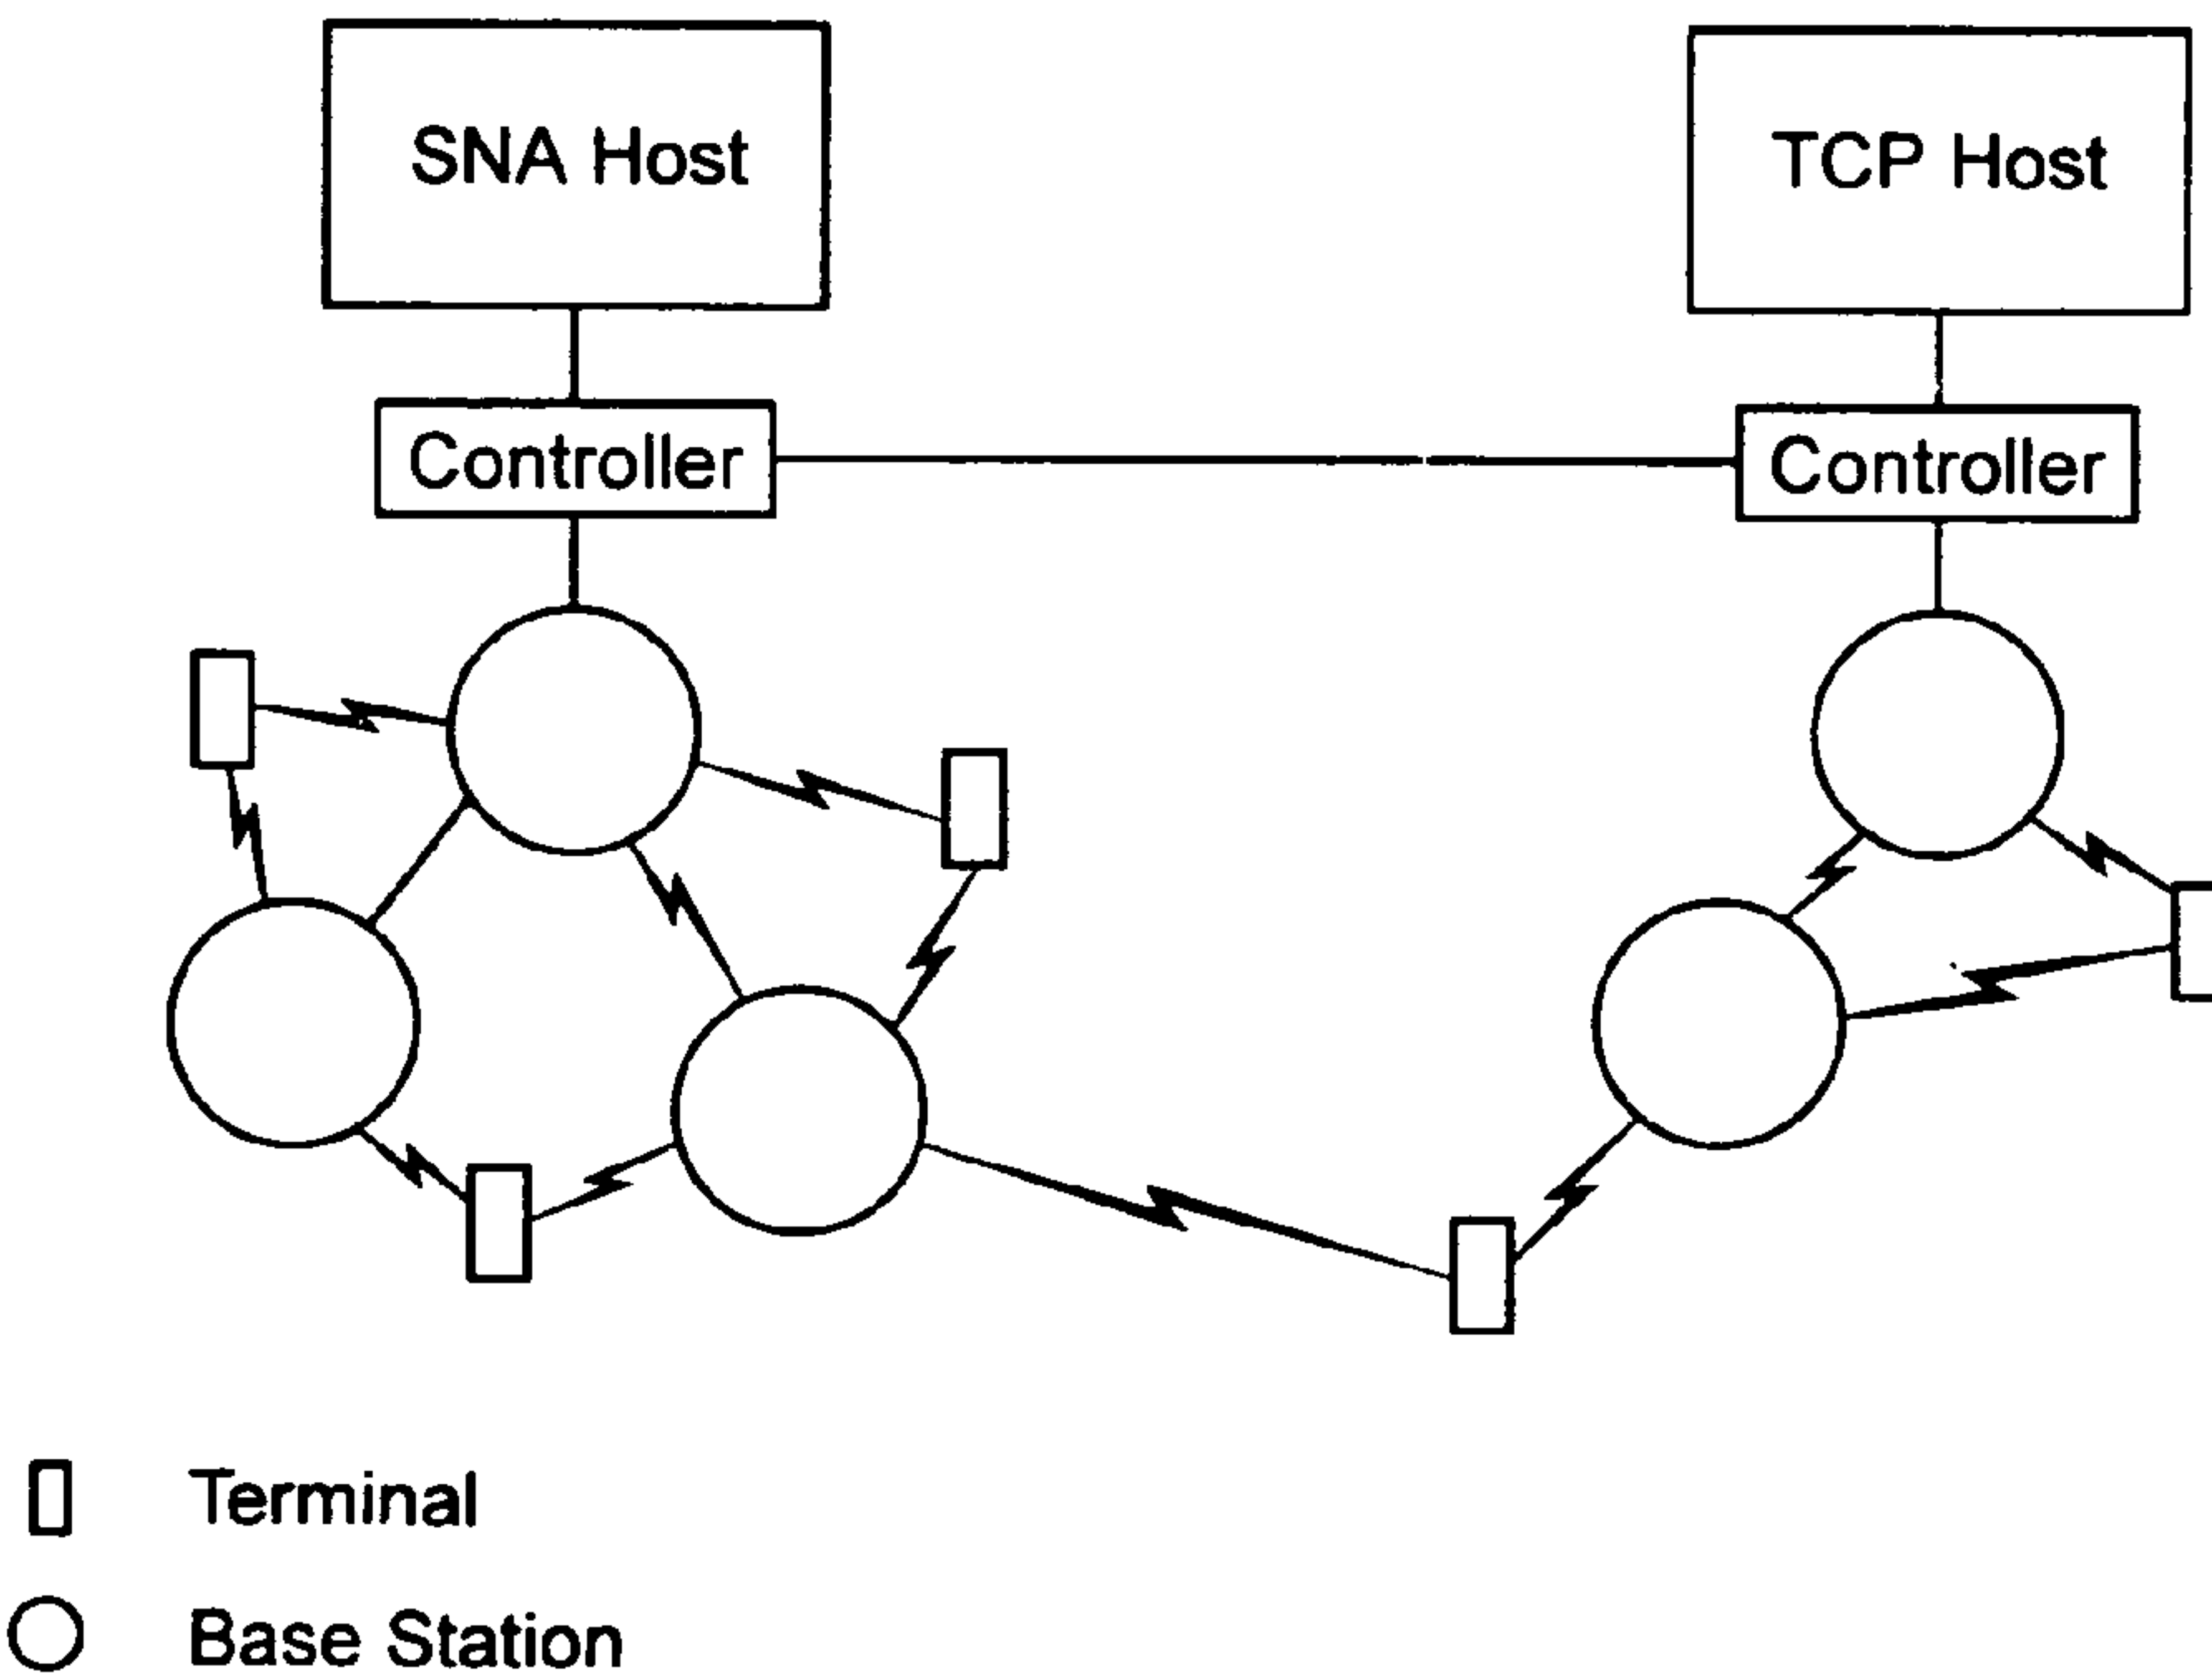 SNA Host
TCP Host
Controller
Controller
Terminal
Base Station